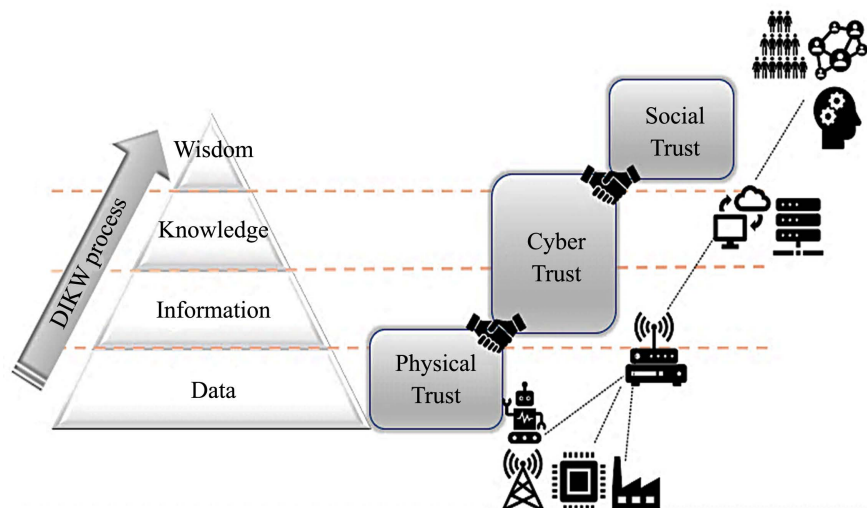 Wisdom
Knowledge
Information
Data
DIKW process
Social
Trust
Cyber
Trust
Physical
Trust